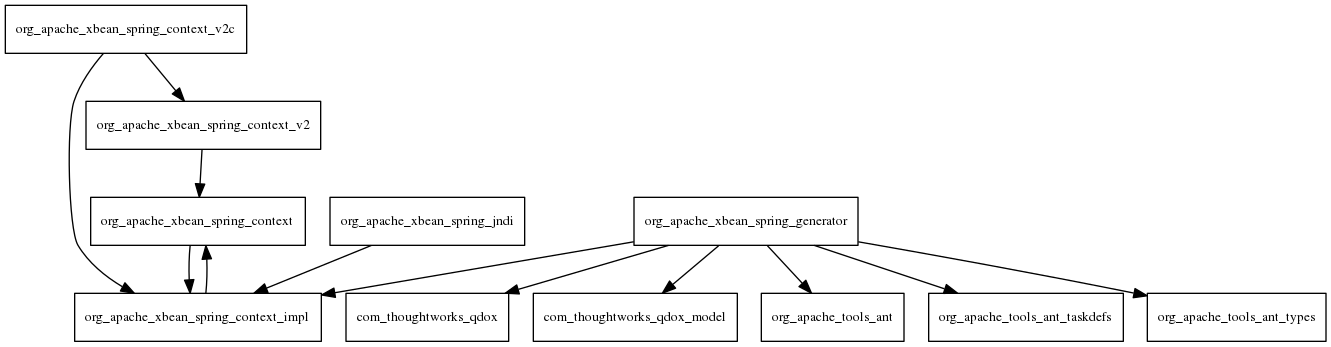 org_apache_xbean_spring_context_v2c
org_apache_xbean_spring_context_v2
org_apache_xbean_spring_context
org_apache_xbean_spring_jndi
org_apache_xbean_spring_generator
org_apache_xbean_spring_context_impl
com_thoughtworks_qdox
com_thoughtworks_qdox_model
org_apache_tools_ant
org_apache_tools_ant_taskdefs
org_apache_tools_ant_types